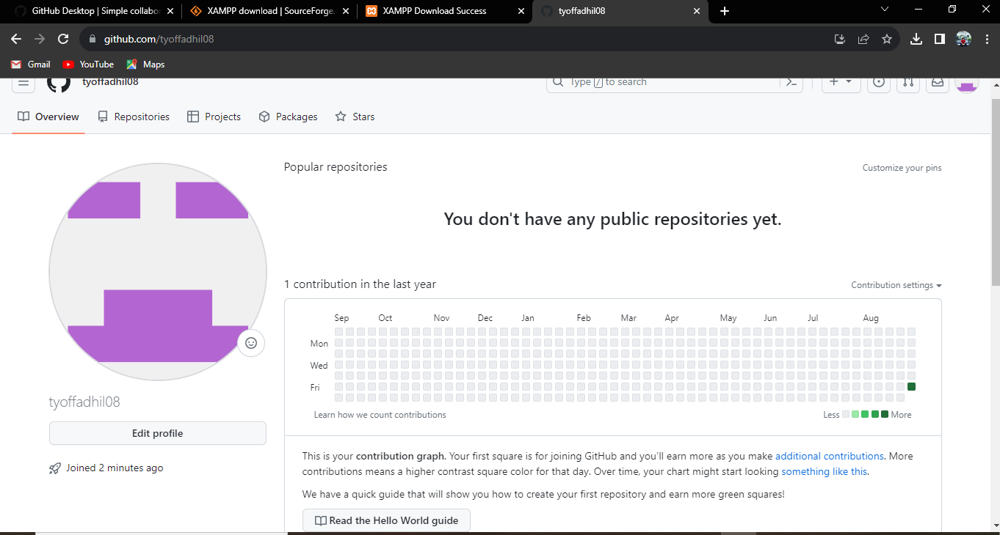 GitHub Desktop | Simple collabor
XAMPP download | SourceForge.
XAMPP Download Success
tyoffadhil08
github.com/tyoffadhil08
Gmail
YouTube
Maps
tyoffadhil08
Type / to search
Overview
Repositories
Projects
Packages
Stars
Popular repositories
Customize your pins
You don't have any public repositories yet.
1 contribution in the last year
Contribution settings
Sep Oct Nov Dec Jan Feb Mar Apr May Jun Jul Aug
Mon
Wed
Fri
Learn how we count contributions
Less More
tyoffadhil08
Edit profile
Joined 2 minutes ago
This is your contribution graph. Your first square is for joining GitHub and you'll earn more as you make additional contributions. More
contributions means a higher contrast square color for that day. Over time, your chart might start looking something like this.
We have a quick guide that will show you how to create your first repository and earn more green squares!
Read the Hello World guide